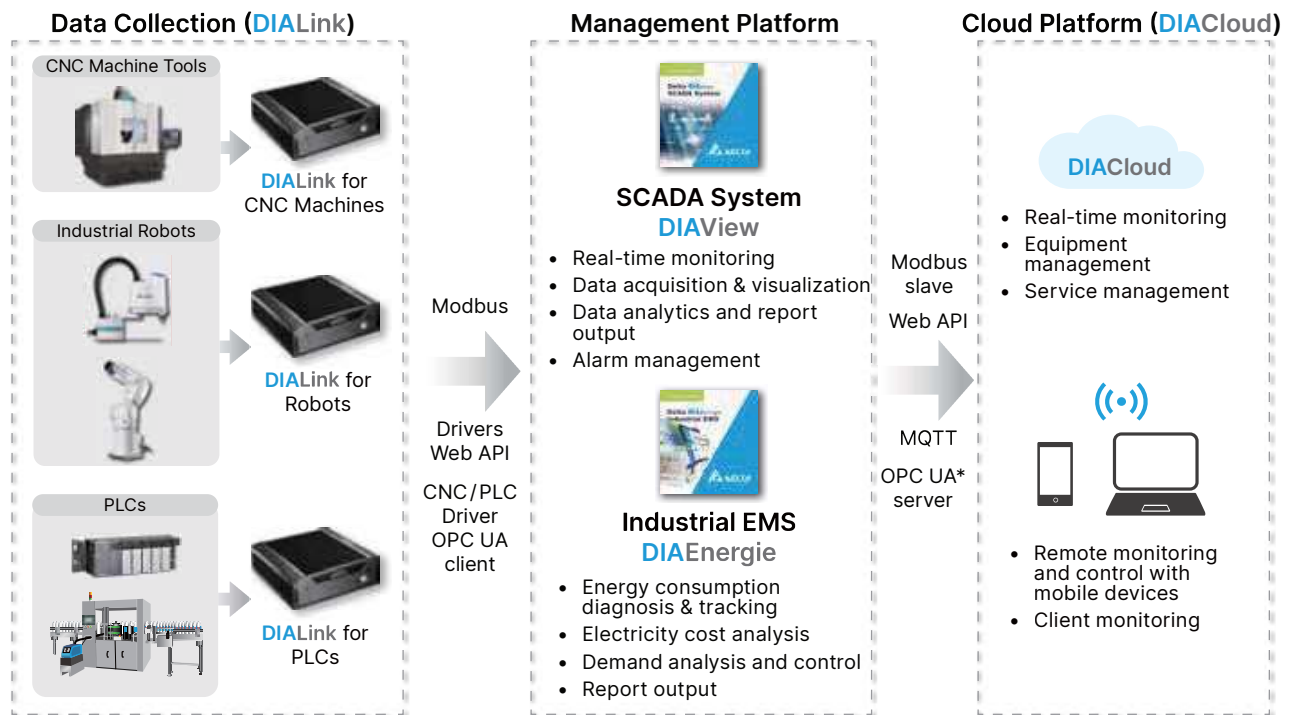 Data Collection (DIALink)
CNC Machine Tools
DIALink for
CNC Machines
Industrial Robots
DIALink for
Robots
PLCs
DIALink for
PLCs
Modbus
Drivers
Web API
CNC/PLC
Driver
OPC UA
client
Management Platform
SCADA System
SCADA System
DIAView
• Real-time monitoring
• Data acquisition & visualization
• Data analytics and report
output
• Alarm management
Industrial EMS
Industrial EMS
DIAEnergie
• Energy consumption
diagnosis & tracking
• Electricity cost analysis
• Demand analysis and control
• Report output
Modbus
slave
Web API
MQTT
OPC UA*
server
Cloud Platform (DIACloud)
DIACloud
• Real-time monitoring
• Equipment
management
• Service management
• Remote monitoring
and control with
mobile devices
• Client monitoring